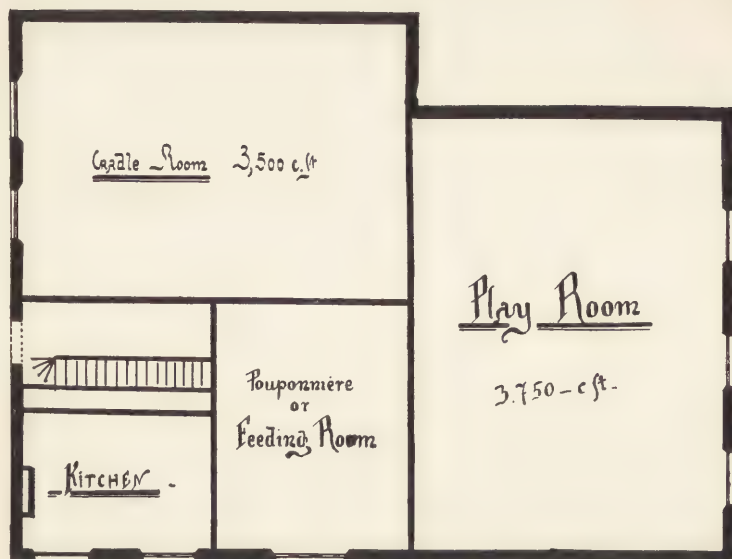 Cradle Room 3,500 c. ft
Play Room
3.750 - c ft.
Pouponnière
or
Feeding Room
KITCHEN -